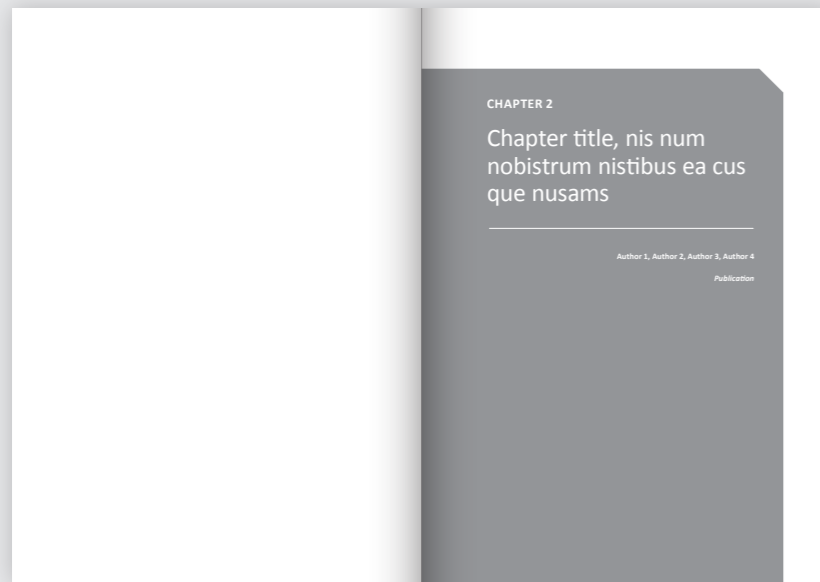 CHAPTER 2
Chapter title, nis num
nobistrum nistibus ea cus
que nusams
Author 1, Author 2, Author 3, Author 4
Publication